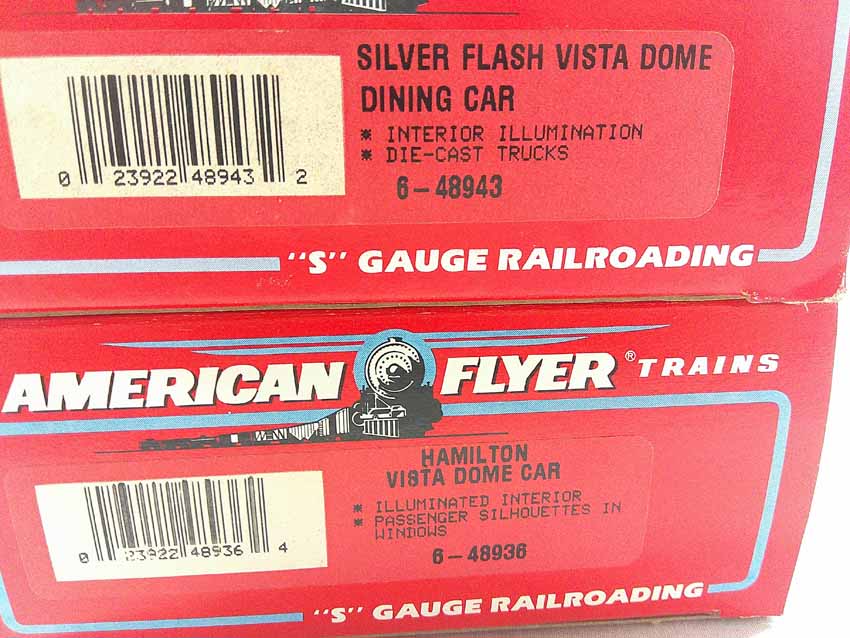 SILVER FLASH VISTA DOME
DINING CAR
* INTERIOR ILLUMINATION
* DIE-CAST TRUCKS
6-48943
0 23922 48943 2
"S" GAUGE RAILROADING
AMERICAN FLYER ® TRAINS
HAMILTON
VISTA DOME CAR
* ILLUMINATED INTERIOR
* PASSENGER SILHOUETTES IN
WINDOWS
6-48936
0 23922 48936 4
"S" GAUGE RAILROADING